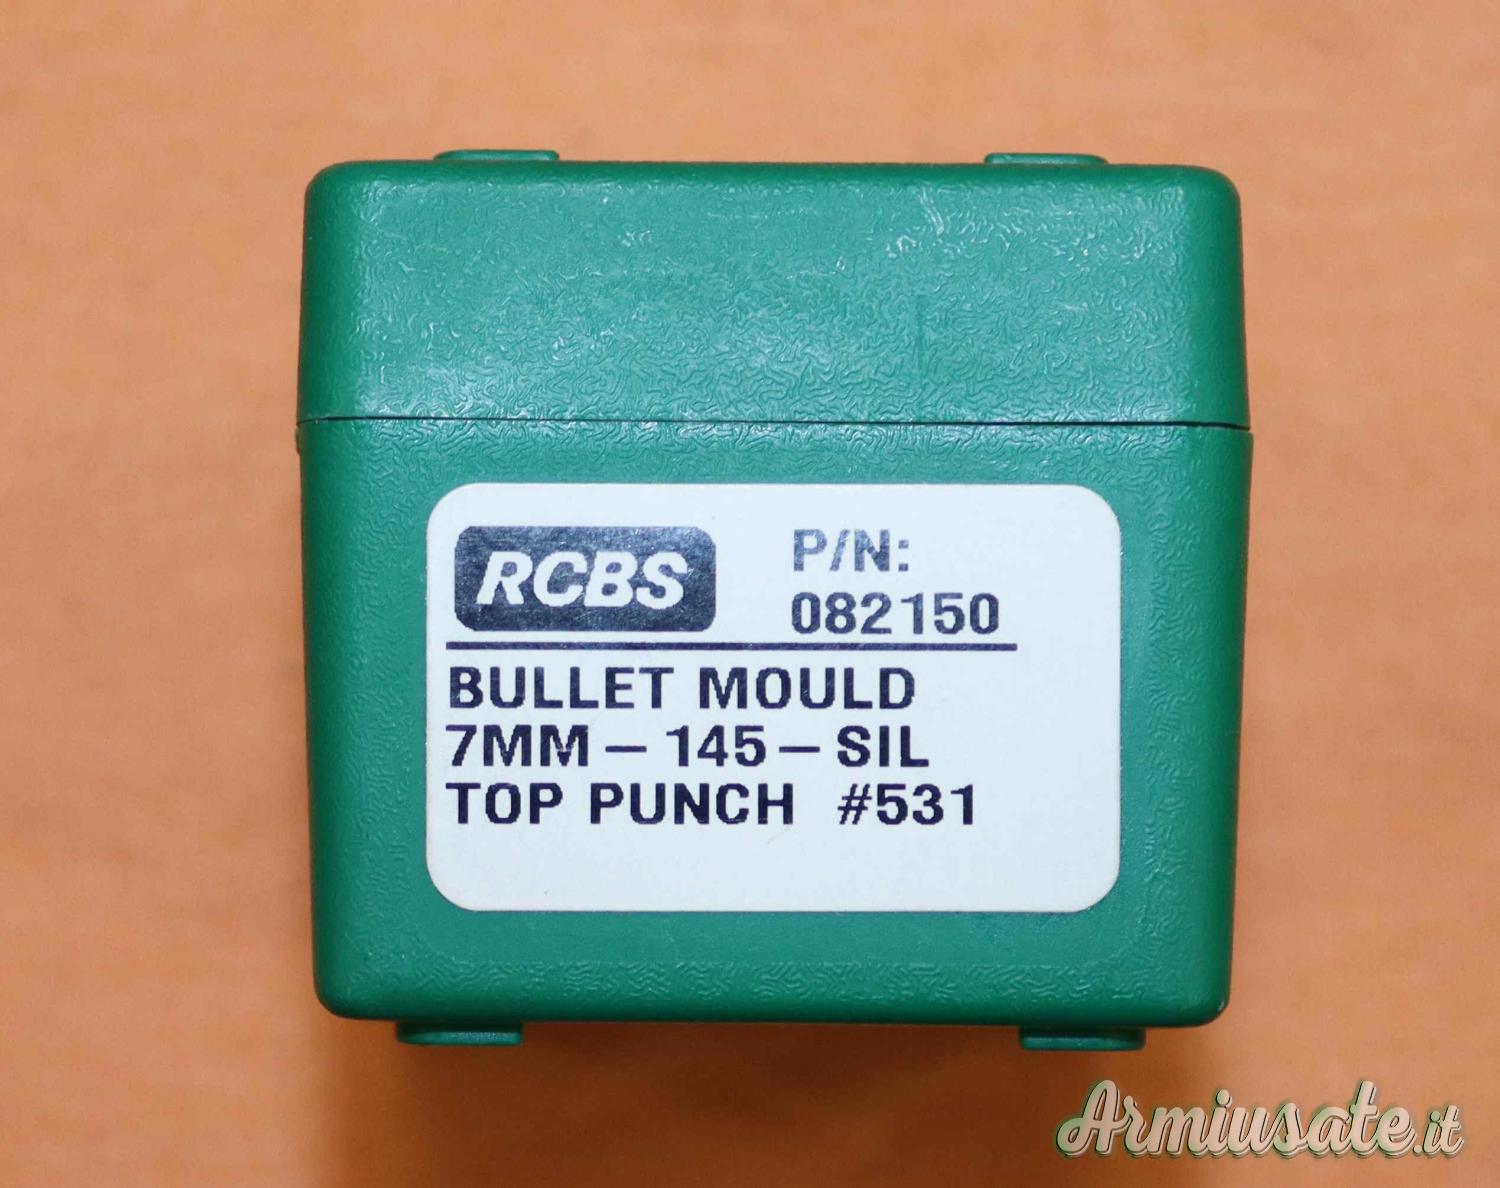 RCBS
P/N:
082150
BULLET MOULD
7MM – 145 – SIL
TOP PUNCH #531
Armiusate.it